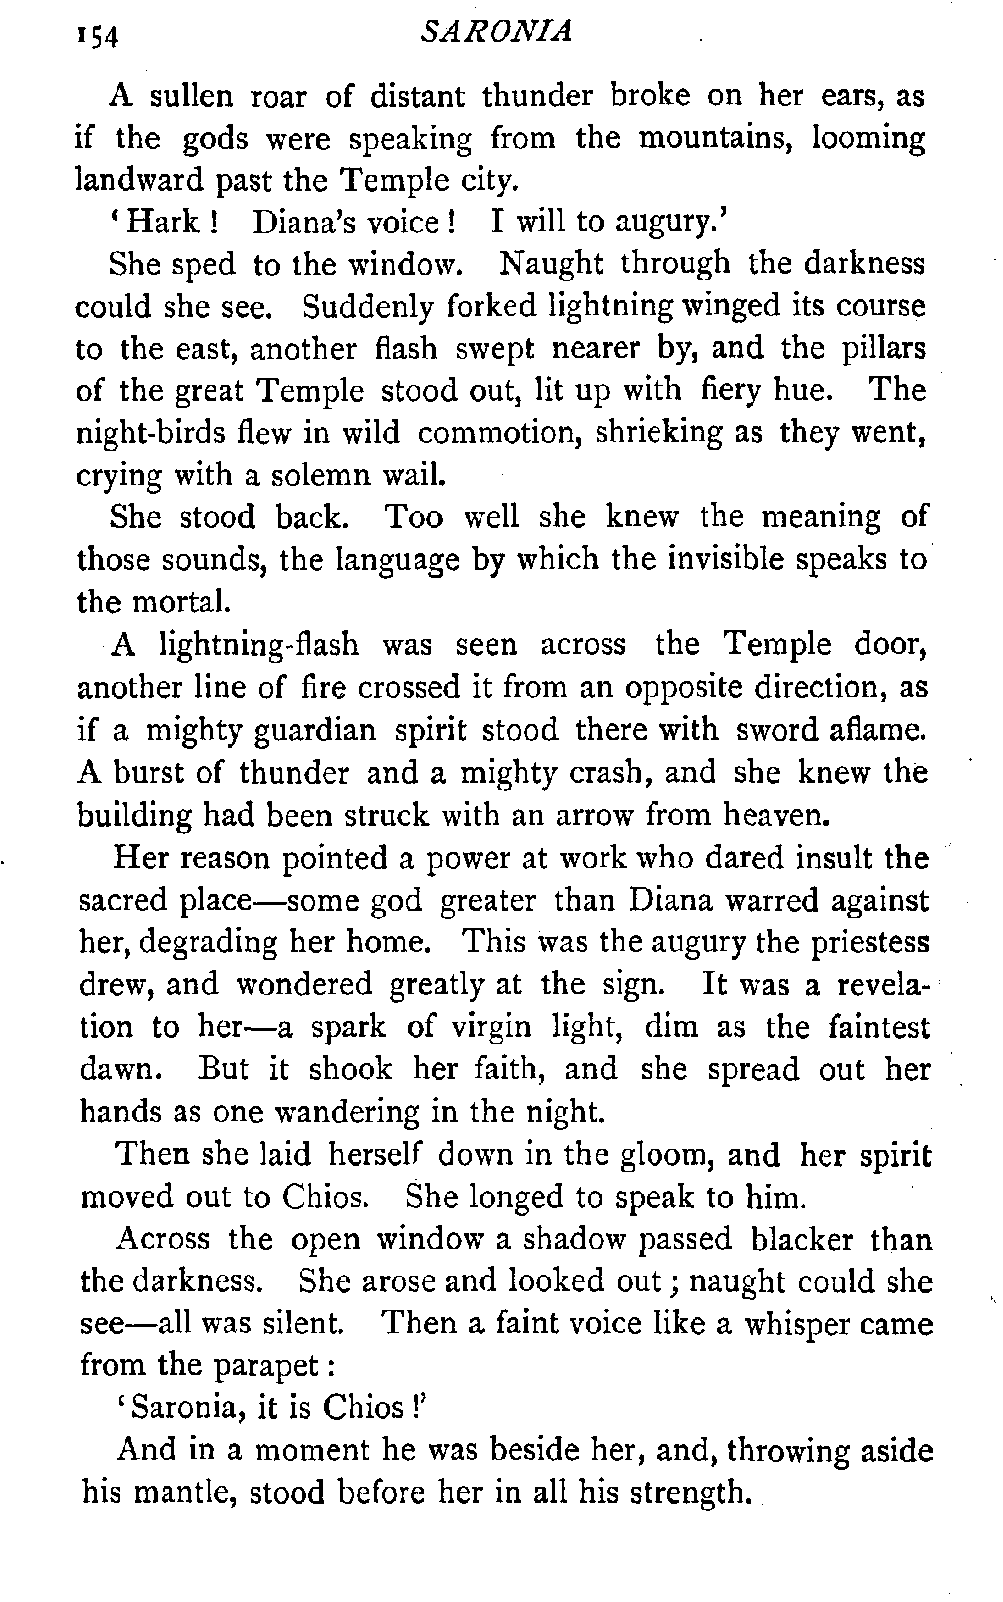 154 SARONIA
A sullen roar of distant thunder broke on her ears, as
if the gods were speaking from the mountains, looming
landward past the Temple city.
‘Hark! Diana’s voice! I will to augury.’
She sped to the window. Naught through the darkness
could she see. Suddenly forked lightning winged its course
to the east, another flash swept nearer by, and the pillars
of the great Temple stood out, lit up with fiery hue. The
night-birds flew in wild commotion, shrieking as they went,
crying with a solemn wail.
She stood back. Too well she knew the meaning of
those sounds, the language by which the invisible speaks to
the mortal.
A lightning-flash was seen across the Temple door,
another line of fire crossed it from an opposite direction, as
if a mighty guardian spirit stood there with sword aflame.
A burst of thunder and a mighty crash, and she knew the
building had been struck with an arrow from heaven.
Her reason pointed a power at work who dared insult the
sacred place—some god greater than Diana warred against
her, degrading her home. This was the augury the priestess
drew, and wondered greatly at the sign. It was a revela-
tion to her—a spark of virgin light, dim as the faintest
dawn. But it shook her faith, and she spread out her
hands as one wandering in the night.
Then she laid herself down in the gloom, and her spirit
moved out to Chios. She longed to speak to him.
Across the open window a shadow passed blacker than
the darkness. She arose and looked out; naught could she
see—all was silent. Then a faint voice like a whisper came
from the parapet:
‘Saronia, it is Chios!’
And in a moment he was beside her, and, throwing aside
his mantle, stood before her in all his strength.